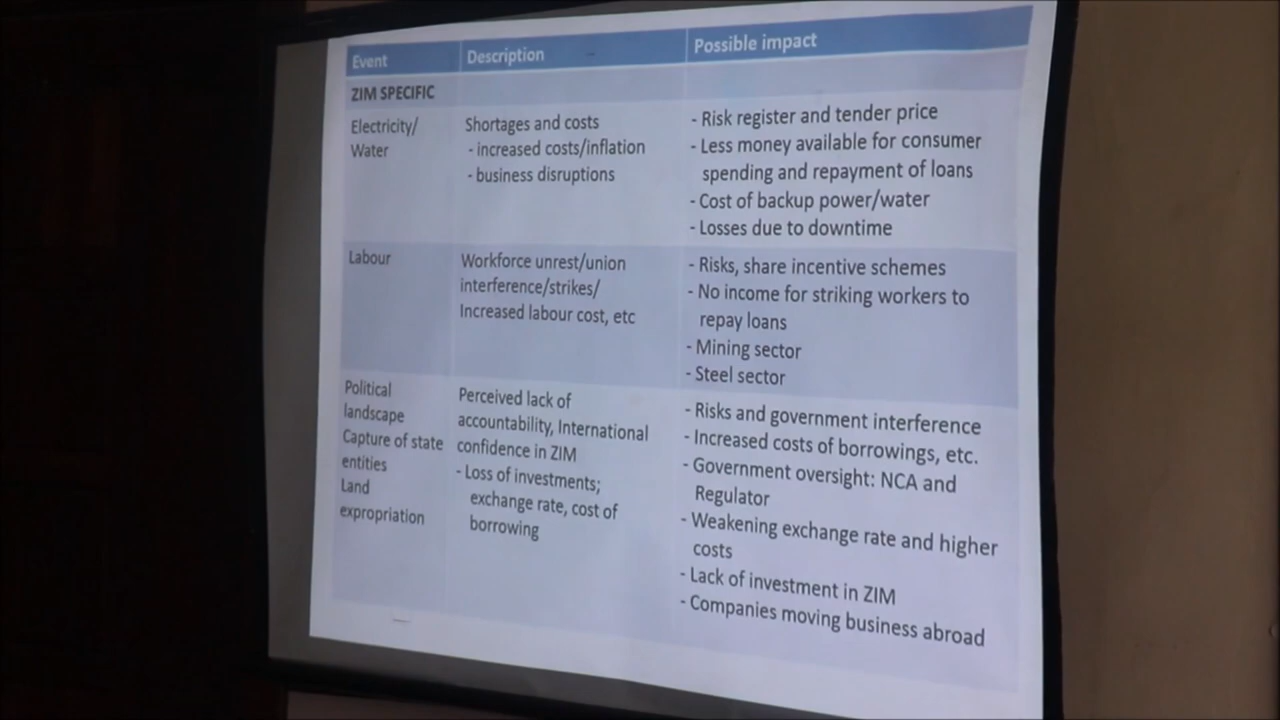 Event
Description
Possible impact
ZIM SPECIFIC
Electricity/
Water
Shortages and costs
- increased costs/inflation
- business disruptions
- Risk register and tender price
- Less money available for consumer
spending and repayment of loans
- Cost of backup power/water
- Losses due to downtime
Labour
Workforce unrest/union
interference/strikes/
Increased labour cost, etc
- Risks, share incentive schemes
- No income for striking workers to
repay loans
- Mining sector
- Steel sector
Political
landscape
Capture of state
entities
Land
expropriation
Perceived lack of
accountability, International
confidence in ZIM
- Loss of investments;
exchange rate, cost of
borrowing
- Risks and government interference
- Increased costs of borrowings, etc.
- Government oversight: NCA and
Regulator
- Weakening exchange rate and higher
costs
- Lack of investment in ZIM
- Companies moving business abroad